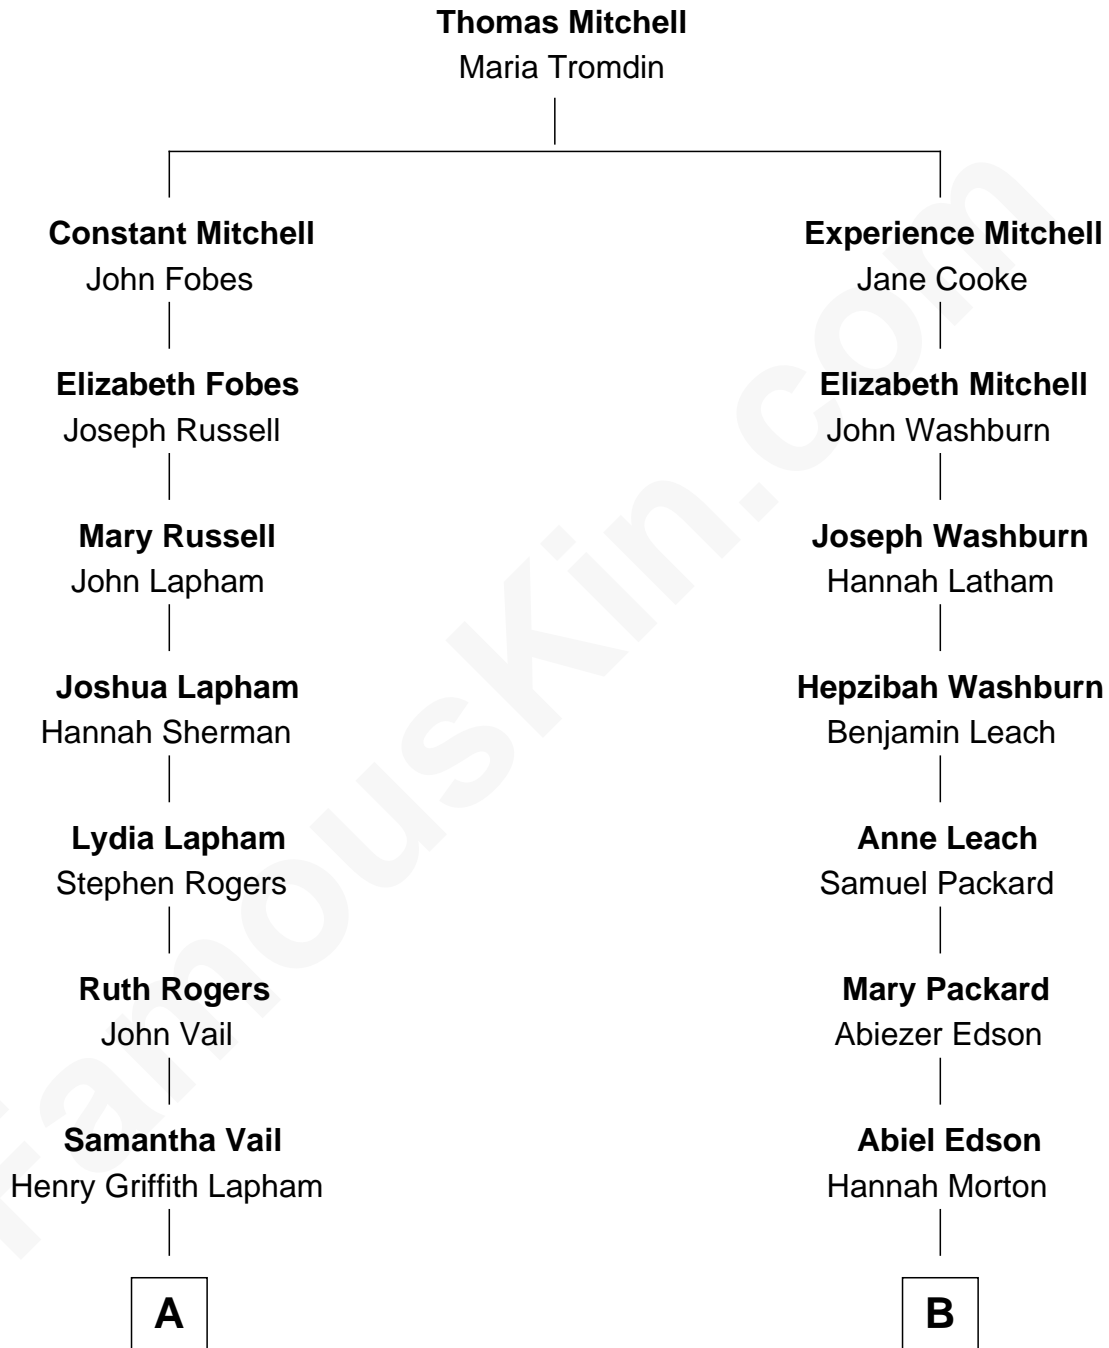 Thomas Mitchell
Maria Tromdin
Constant Mitchell
John Fobes
Experience Mitchell
Jane Cooke
Elizabeth Fobes
Joseph Russell
Elizabeth Mitchell
John Washburn
Mary Russell
John Lapham
Joseph Washburn
Hannah Latham
Joshua Lapham
Hannah Sherman
Hepzibah Washburn
Benjamin Leach
Lydia Lapham
Stephen Rogers
Anne Leach
Samuel Packard
Ruth Rogers
John Vail
Mary Packard
Abiezer Edson
Samantha Vail
Henry Griffith Lapham
Abiel Edson
Hannah Morton
A
B
FamousKin.com